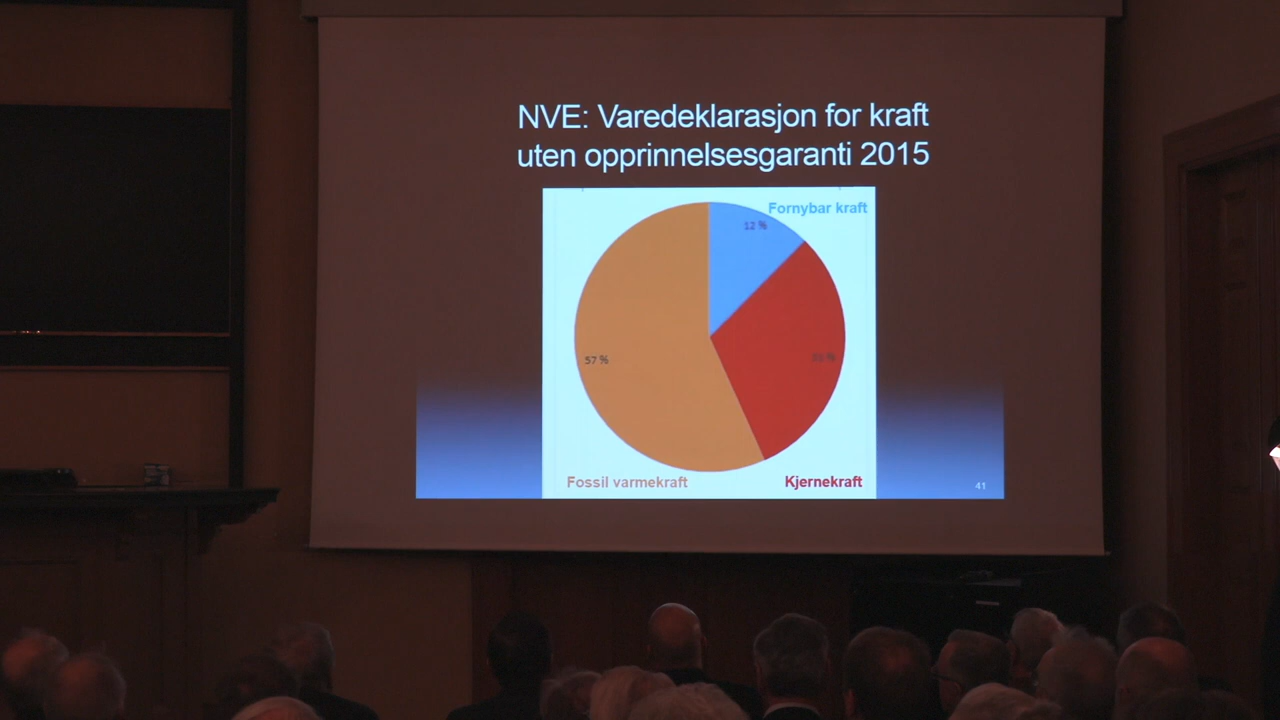 NVE: Varedeklarasjon for kraft
uten opprinnelsesgaranti 2015
Fornybar kraft
12 %
57 %
Fossil varmekraft
Kjernekraft
41